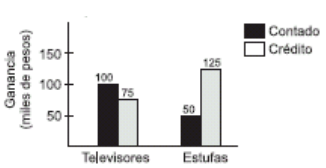 Contado
Crédito
Ganancia
(miles de pesos)
150
100
50
100
75
50
125
Televisores
Estufas